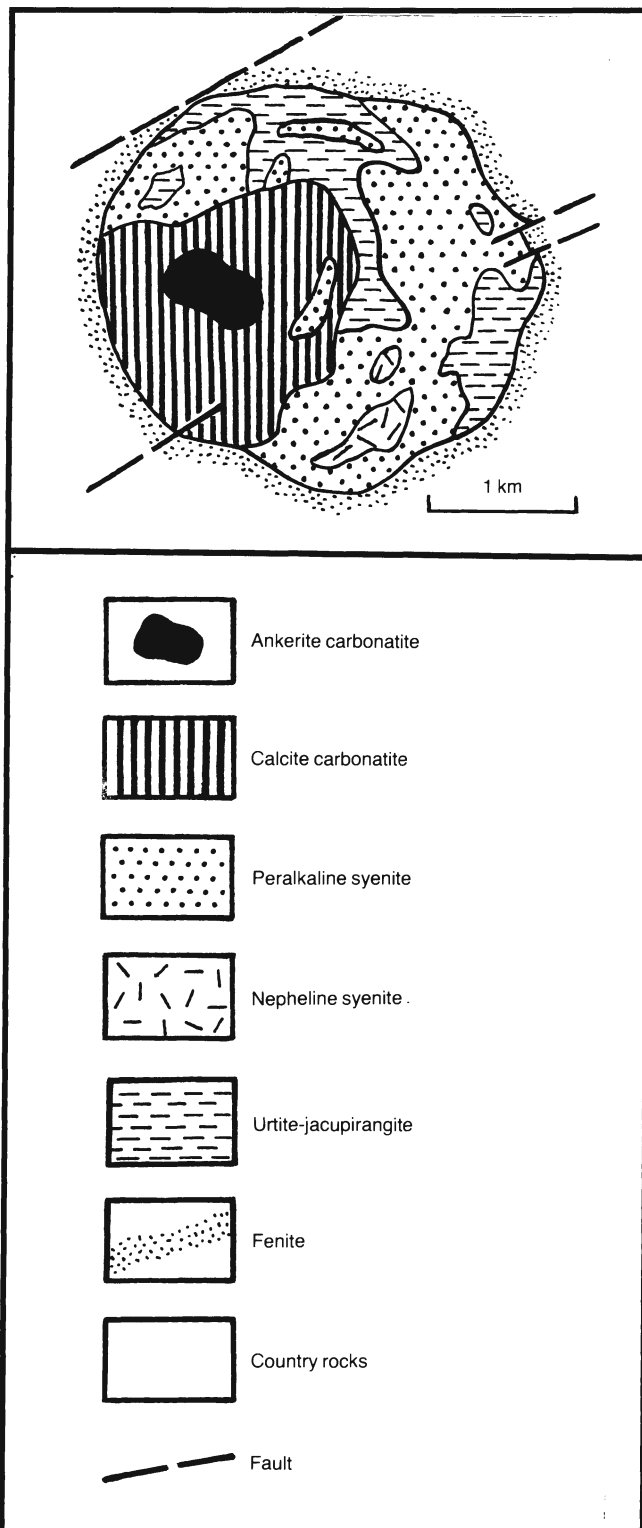 1 km
Ankerite carbonatite
Calcite carbonatite
Peralkaline syenite
Nepheline syenite .
Urtite-jacupirangite
Fenite
Country rocks
Fault